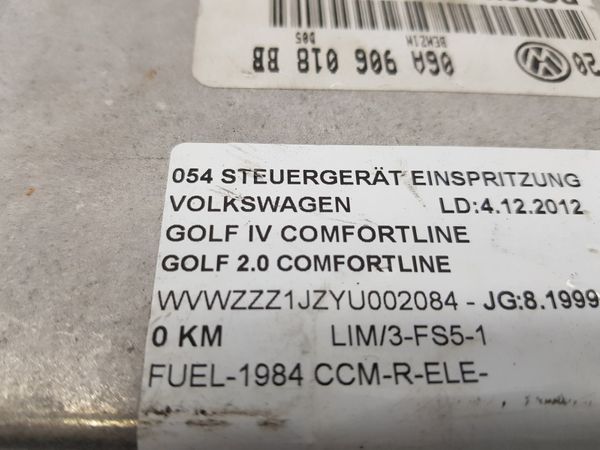 20
06A 906 018 BB
BENZIN
D05
054 STEUERGERÄT EINSPRITZUNG
VOLKSWAGEN LD:4.12.2012
GOLF IV COMFORTLINE
GOLF 2.0 COMFORTLINE
WVWZZZ1JZYU002084 - JG:8.1999
0 KM LIM/3-FS5-1
FUEL-1984 CCM-R-ELE-